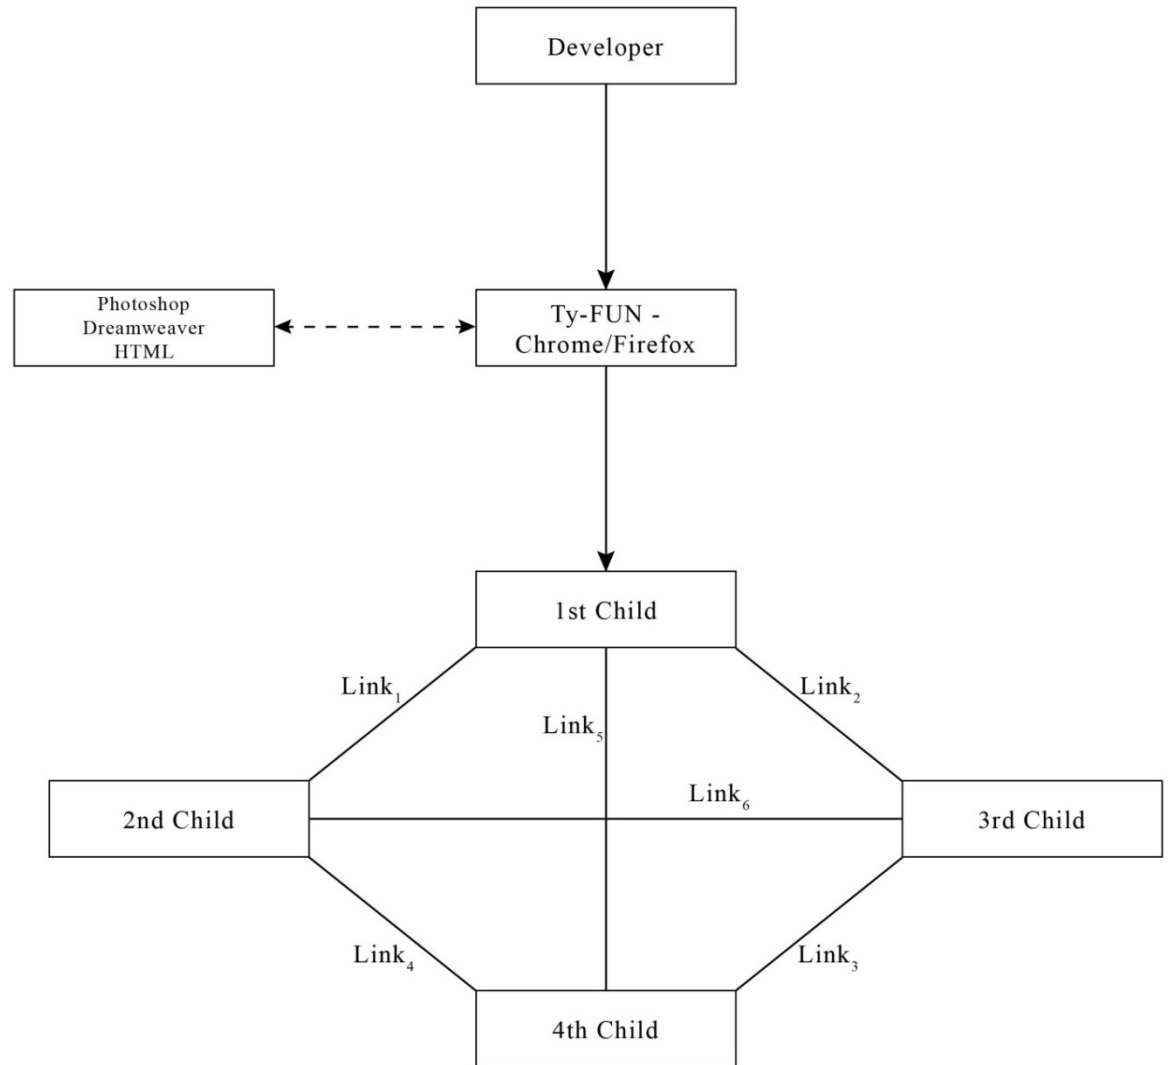 Developer
Photoshop
Dreamweaver
HTML
Ty-FUN -
Chrome/Firefox
1st Child
Link₁
Link₂
Link₅
Link₆
2nd Child
3rd Child
Link₄
Link₃
4th Child